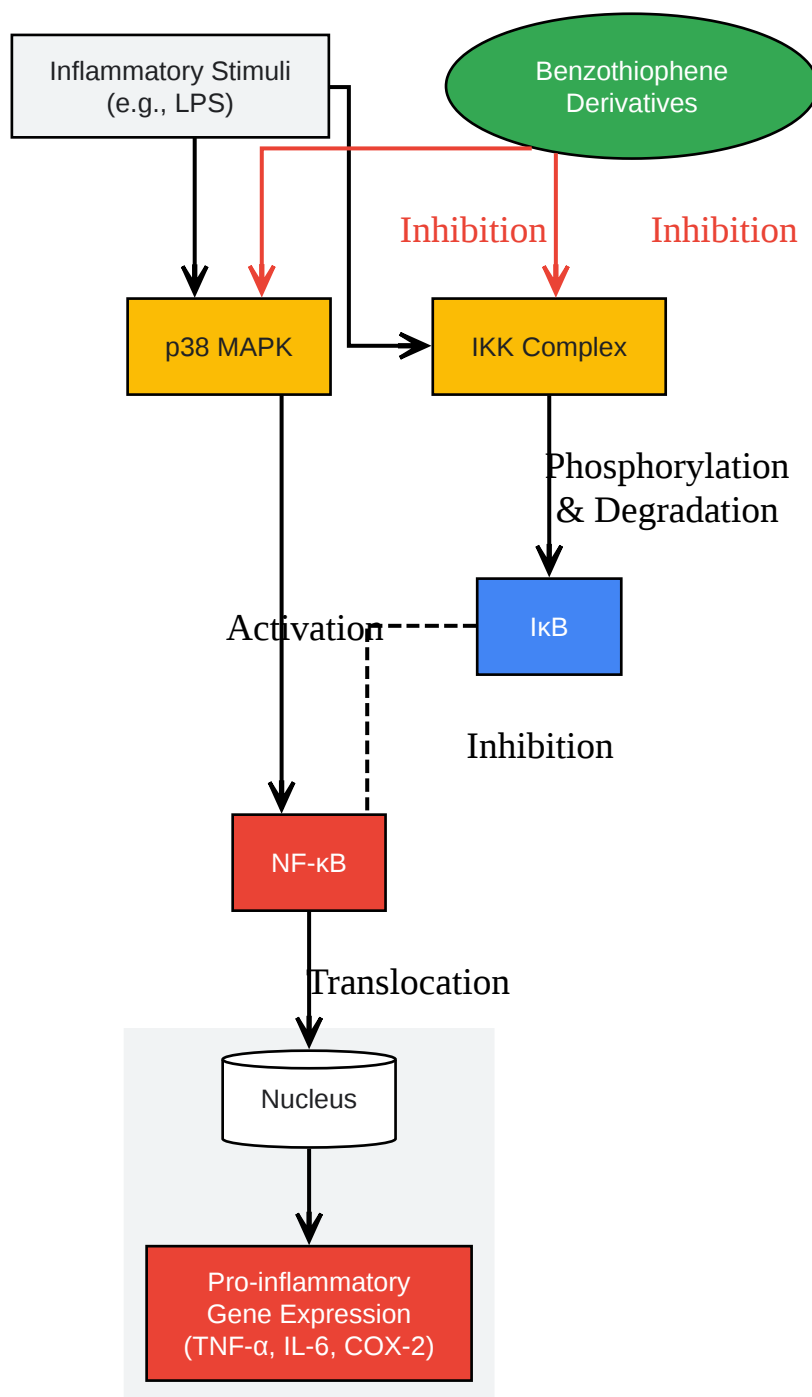 Inflammatory Stimuli
(e.g., LPS)
Benzothiophene
Derivatives
Inhibition
Inhibition
p38 MAPK
IKK Complex
Phosphorylation
& Degradation
Activation
IκB
Inhibition
NF-κB
Translocation
Nucleus
Pro-inflammatory
Gene Expression
(TNF-α, IL-6, COX-2)